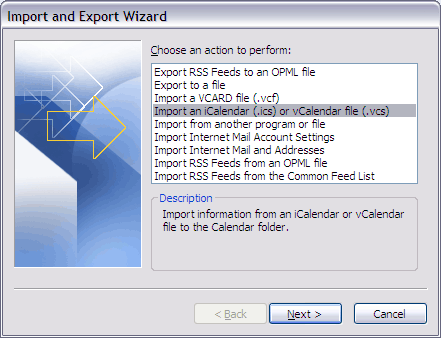 Import and Export Wizard
Choose an action to perform:
Export RSS Feeds to an OPML file
Export to a file
Import a VCARD file (.vcf)
Import an iCalendar (.ics) or vCalendar file (.vcs)
Import from another program or file
Import Internet Mail Account Settings
Import Internet Mail and Addresses
Import RSS Feeds from an OPML file
Import RSS Feeds from the Common Feed List
Description
Import information from an iCalendar or vCalendar
file to the Calendar folder.
< Back Next > Cancel